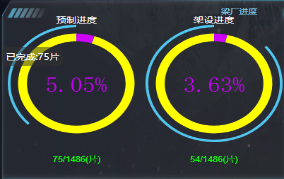 梁厂进度
预制进度
架设进度
已完成:75片
5.05%
3.63%
75/1486(片)
54/1486(片)